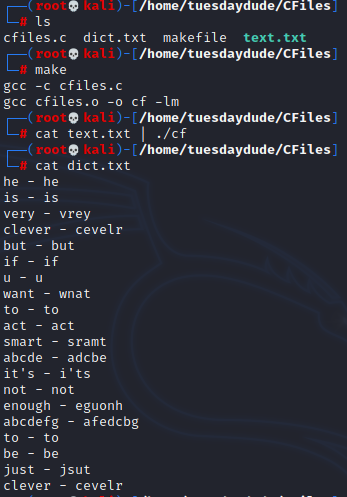 ┌──(root💀kali)-[/home/tuesdaydude/CFiles]
└─# ls
cfiles.c  dict.txt  makefile  text.txt
┌──(root💀kali)-[/home/tuesdaydude/CFiles]
└─# make
gcc -c cfiles.c
gcc cfiles.o -o cf -lm
┌──(root💀kali)-[/home/tuesdaydude/CFiles]
└─# cat text.txt | ./cf
┌──(root💀kali)-[/home/tuesdaydude/CFiles]
└─# cat dict.txt
he - he
is - is
very - vrey
clever - cevelr
but - but
if - if
u - u
want - wnat
to - to
act - act
smart - sramt
abcde - adcbe
it's - i'ts
not - not
enough - eguonh
abcdefg - afedcbg
to - to
be - be
just - jsut
clever - cevelr